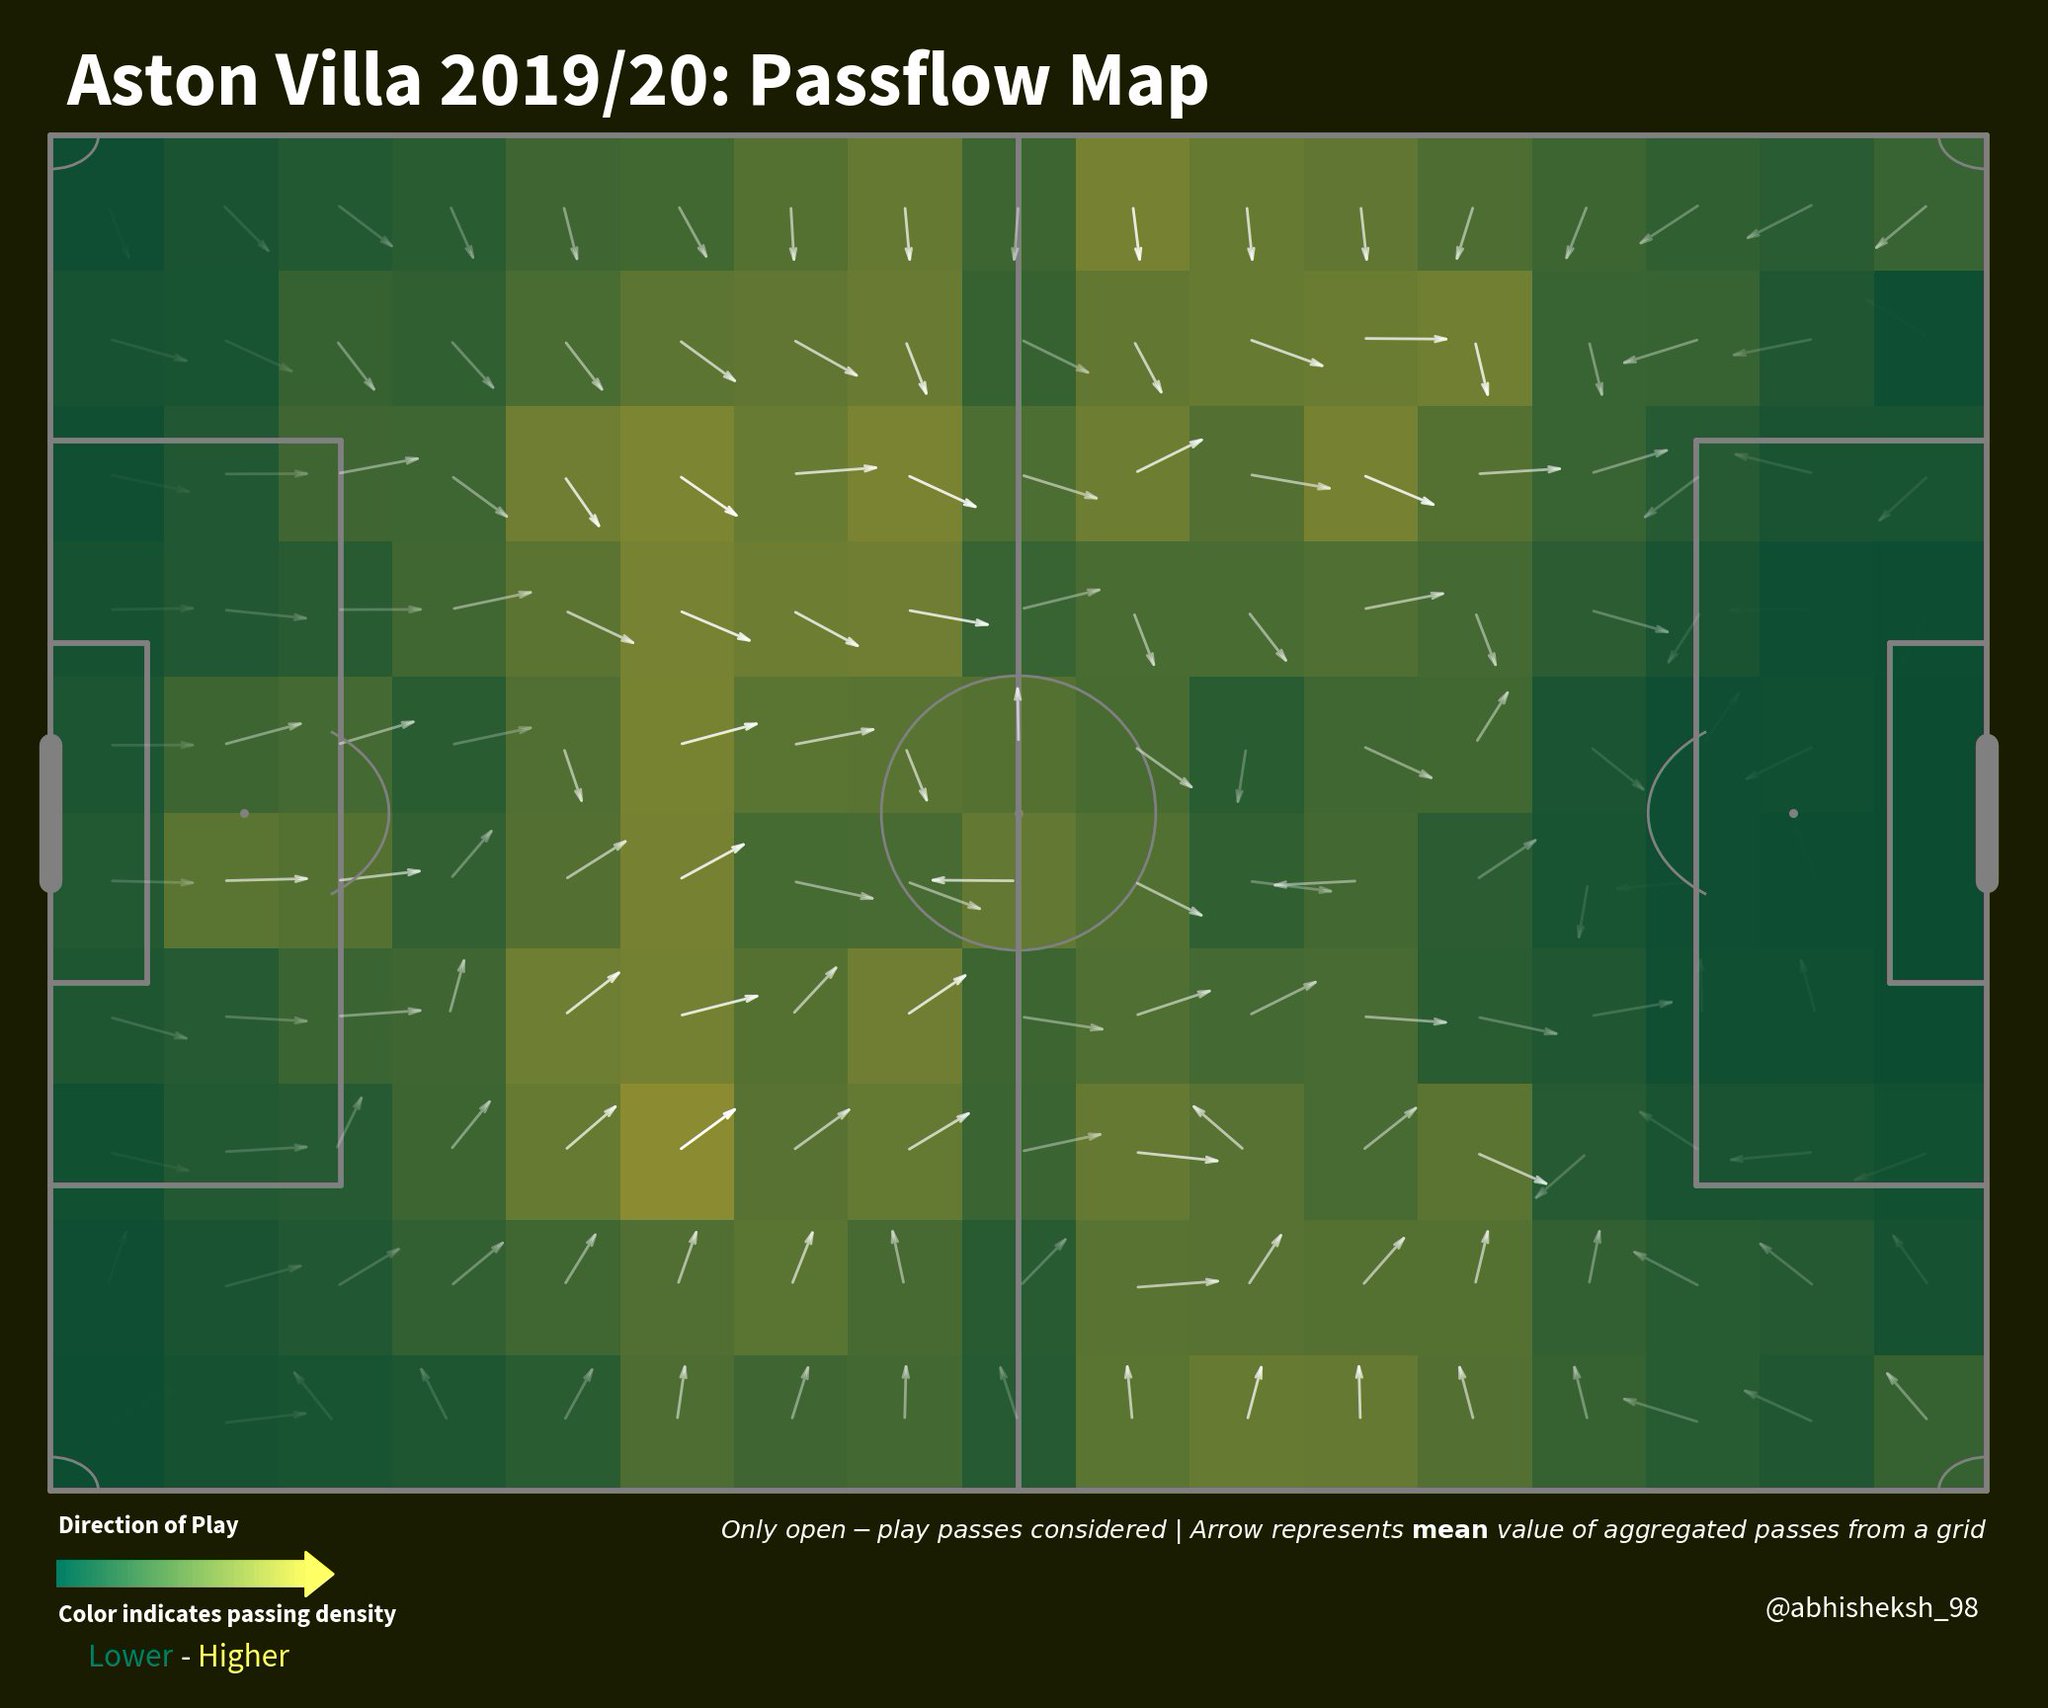 Aston Villa 2019/20: Passflow Map
Direction of Play
Only open − play passes considered | Arrow represents mean value of aggregated passes from a grid
Color indicates passing density
@abhisheksh_98
Lower - Higher